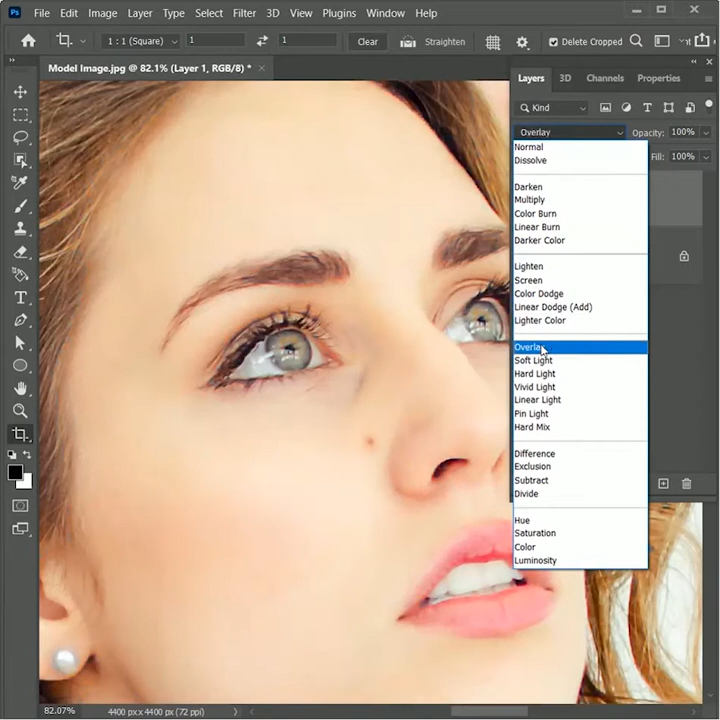 Ps File Edit Image Layer Type Select Filter 3D View Plugins Window Help
1 : 1 (Square) 1 1 Clear Straighten Delete Cropped
Model Image.jpg @ 82.1% (Layer 1, RGB/8) *
Layers 3D Channels Properties
Kind
Overlay Opacity: 100%
Fill: 100%
Normal
Dissolve
Darken
Multiply
Color Burn
Linear Burn
Darker Color
Lighten
Screen
Color Dodge
Linear Dodge (Add)
Lighter Color
Overlay
Soft Light
Hard Light
Vivid Light
Linear Light
Pin Light
Hard Mix
Difference
Exclusion
Subtract
Divide
Hue
Saturation
Color
Luminosity
82.07% 4400 px x 4400 px (72 ppi)